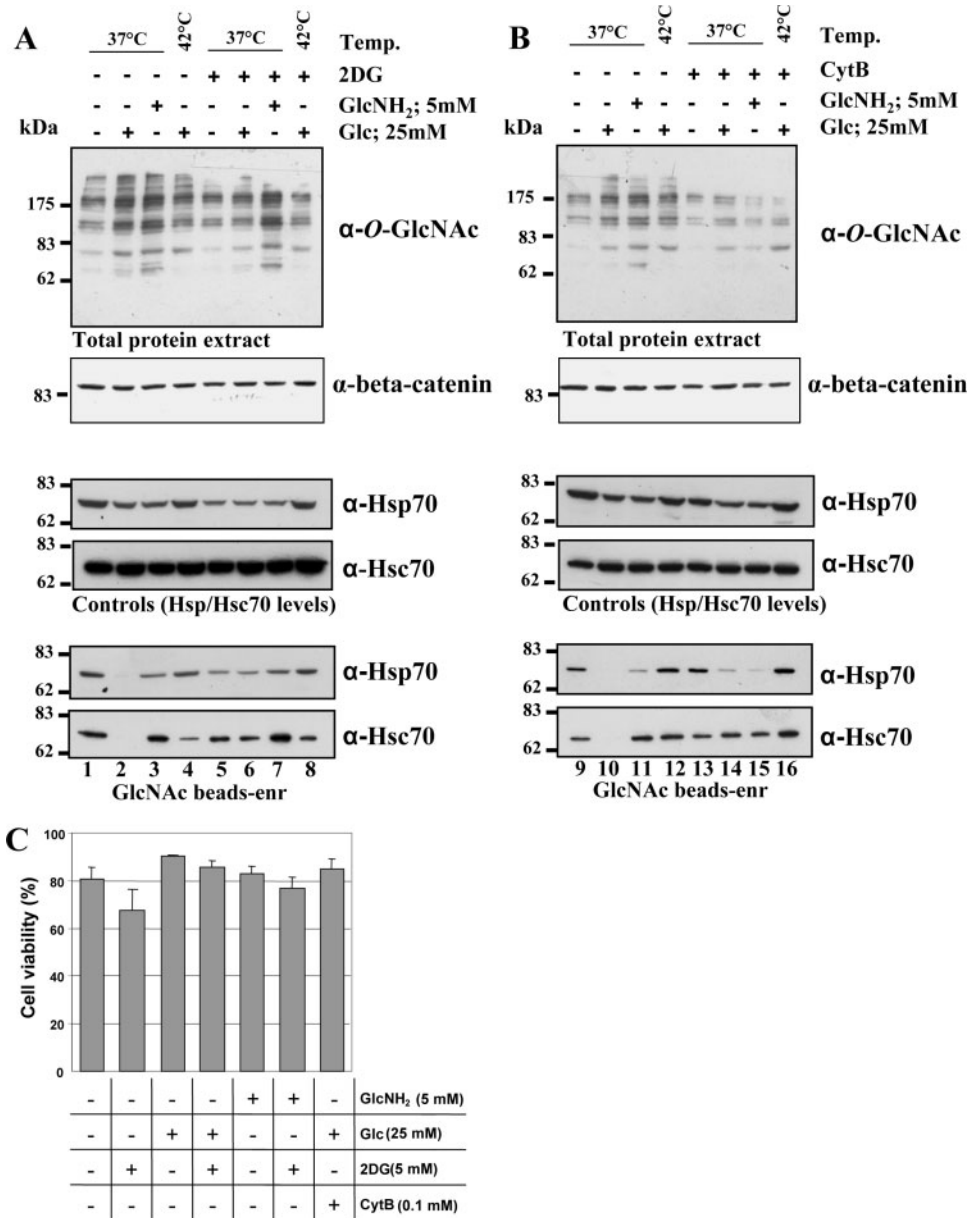 A
37°C 42°C 37°C 42°C Temp.
- - - - + + + + 2DG
- - + - - - + - GlcNH₂; 5mM
kDa - + - + - + - + Glc; 25mM
175
83
62
α-O-GlcNAc
Total protein extract
83 α-beta-catenin
83
62
α-Hsp70
83
62
α-Hsc70
Controls (Hsp/Hsc70 levels)
83
62
α-Hsp70
83
62
α-Hsc70
1 2 3 4 5 6 7 8
GlcNAc beads-enr
B
37°C 42°C 37°C 42°C Temp.
- - - - + + + + CytB
- - + - - - + - GlcNH₂; 5mM
kDa - + - + - + - + Glc; 25mM
175
83
62
α-O-GlcNAc
Total protein extract
83 α-beta-catenin
83
62
α-Hsp70
83
62
α-Hsc70
Controls (Hsp/Hsc70 levels)
83
62
α-Hsp70
83
62
α-Hsc70
9 10 11 12 13 14 15 16
GlcNAc beads-enr
C
Cell viability (%)
100
80
60
40
20
0
- - - - + + - GlcNH₂ (5 mM)
- - + + - - + Glc(25 mM)
- + - + - + - 2DG(5 mM)
- - - - - - + CytB (0.1 mM)